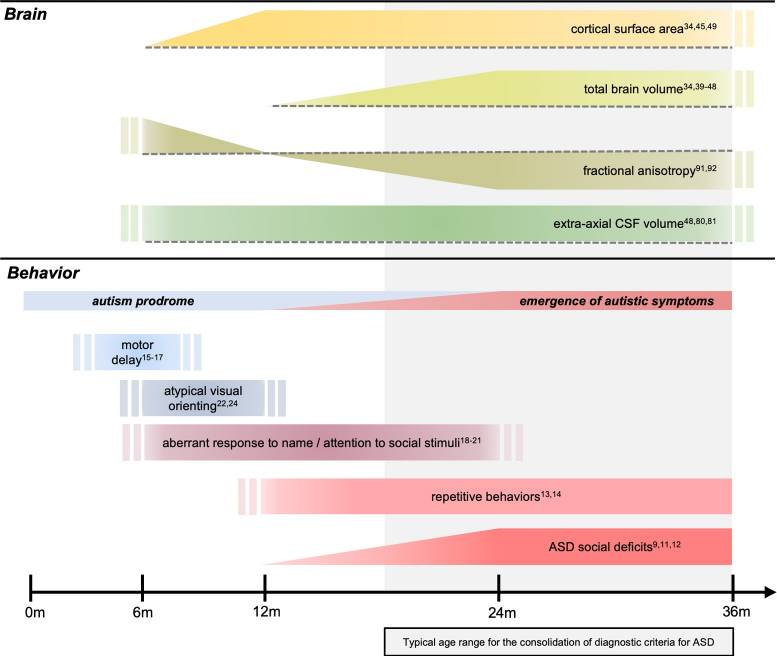 Brain
cortical surface area34,45,49
total brain volume34,39-48
fractional anisotropy91,92
extra-axial CSF volume48,80,81
Behavior
autism prodrome
emergence of autistic symptoms
motor
delay15-17
atypical visual
orienting22,24
aberrant response to name / attention to social stimuli18-21
repetitive behaviors13,14
ASD social deficits9,11,12
0m
6m
12m
24m
36m
Typical age range for the consolidation of diagnostic criteria for ASD